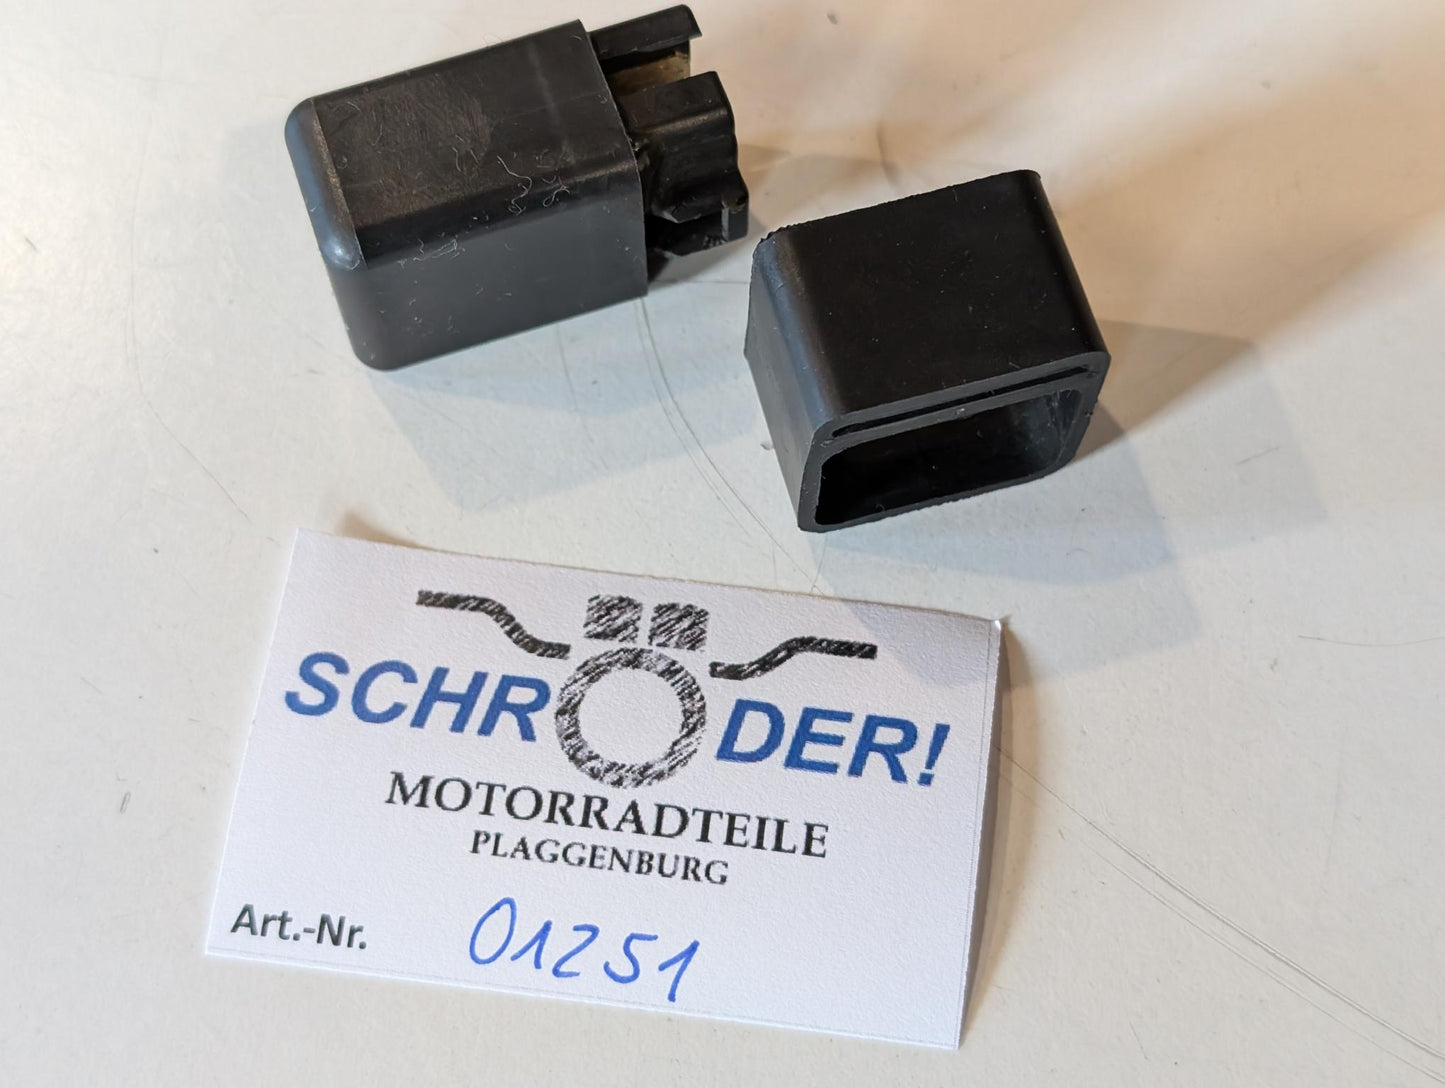 SCHRÖDER!
MOTORRADTEILE
PLAGGENBURG
Art.-Nr. 01251